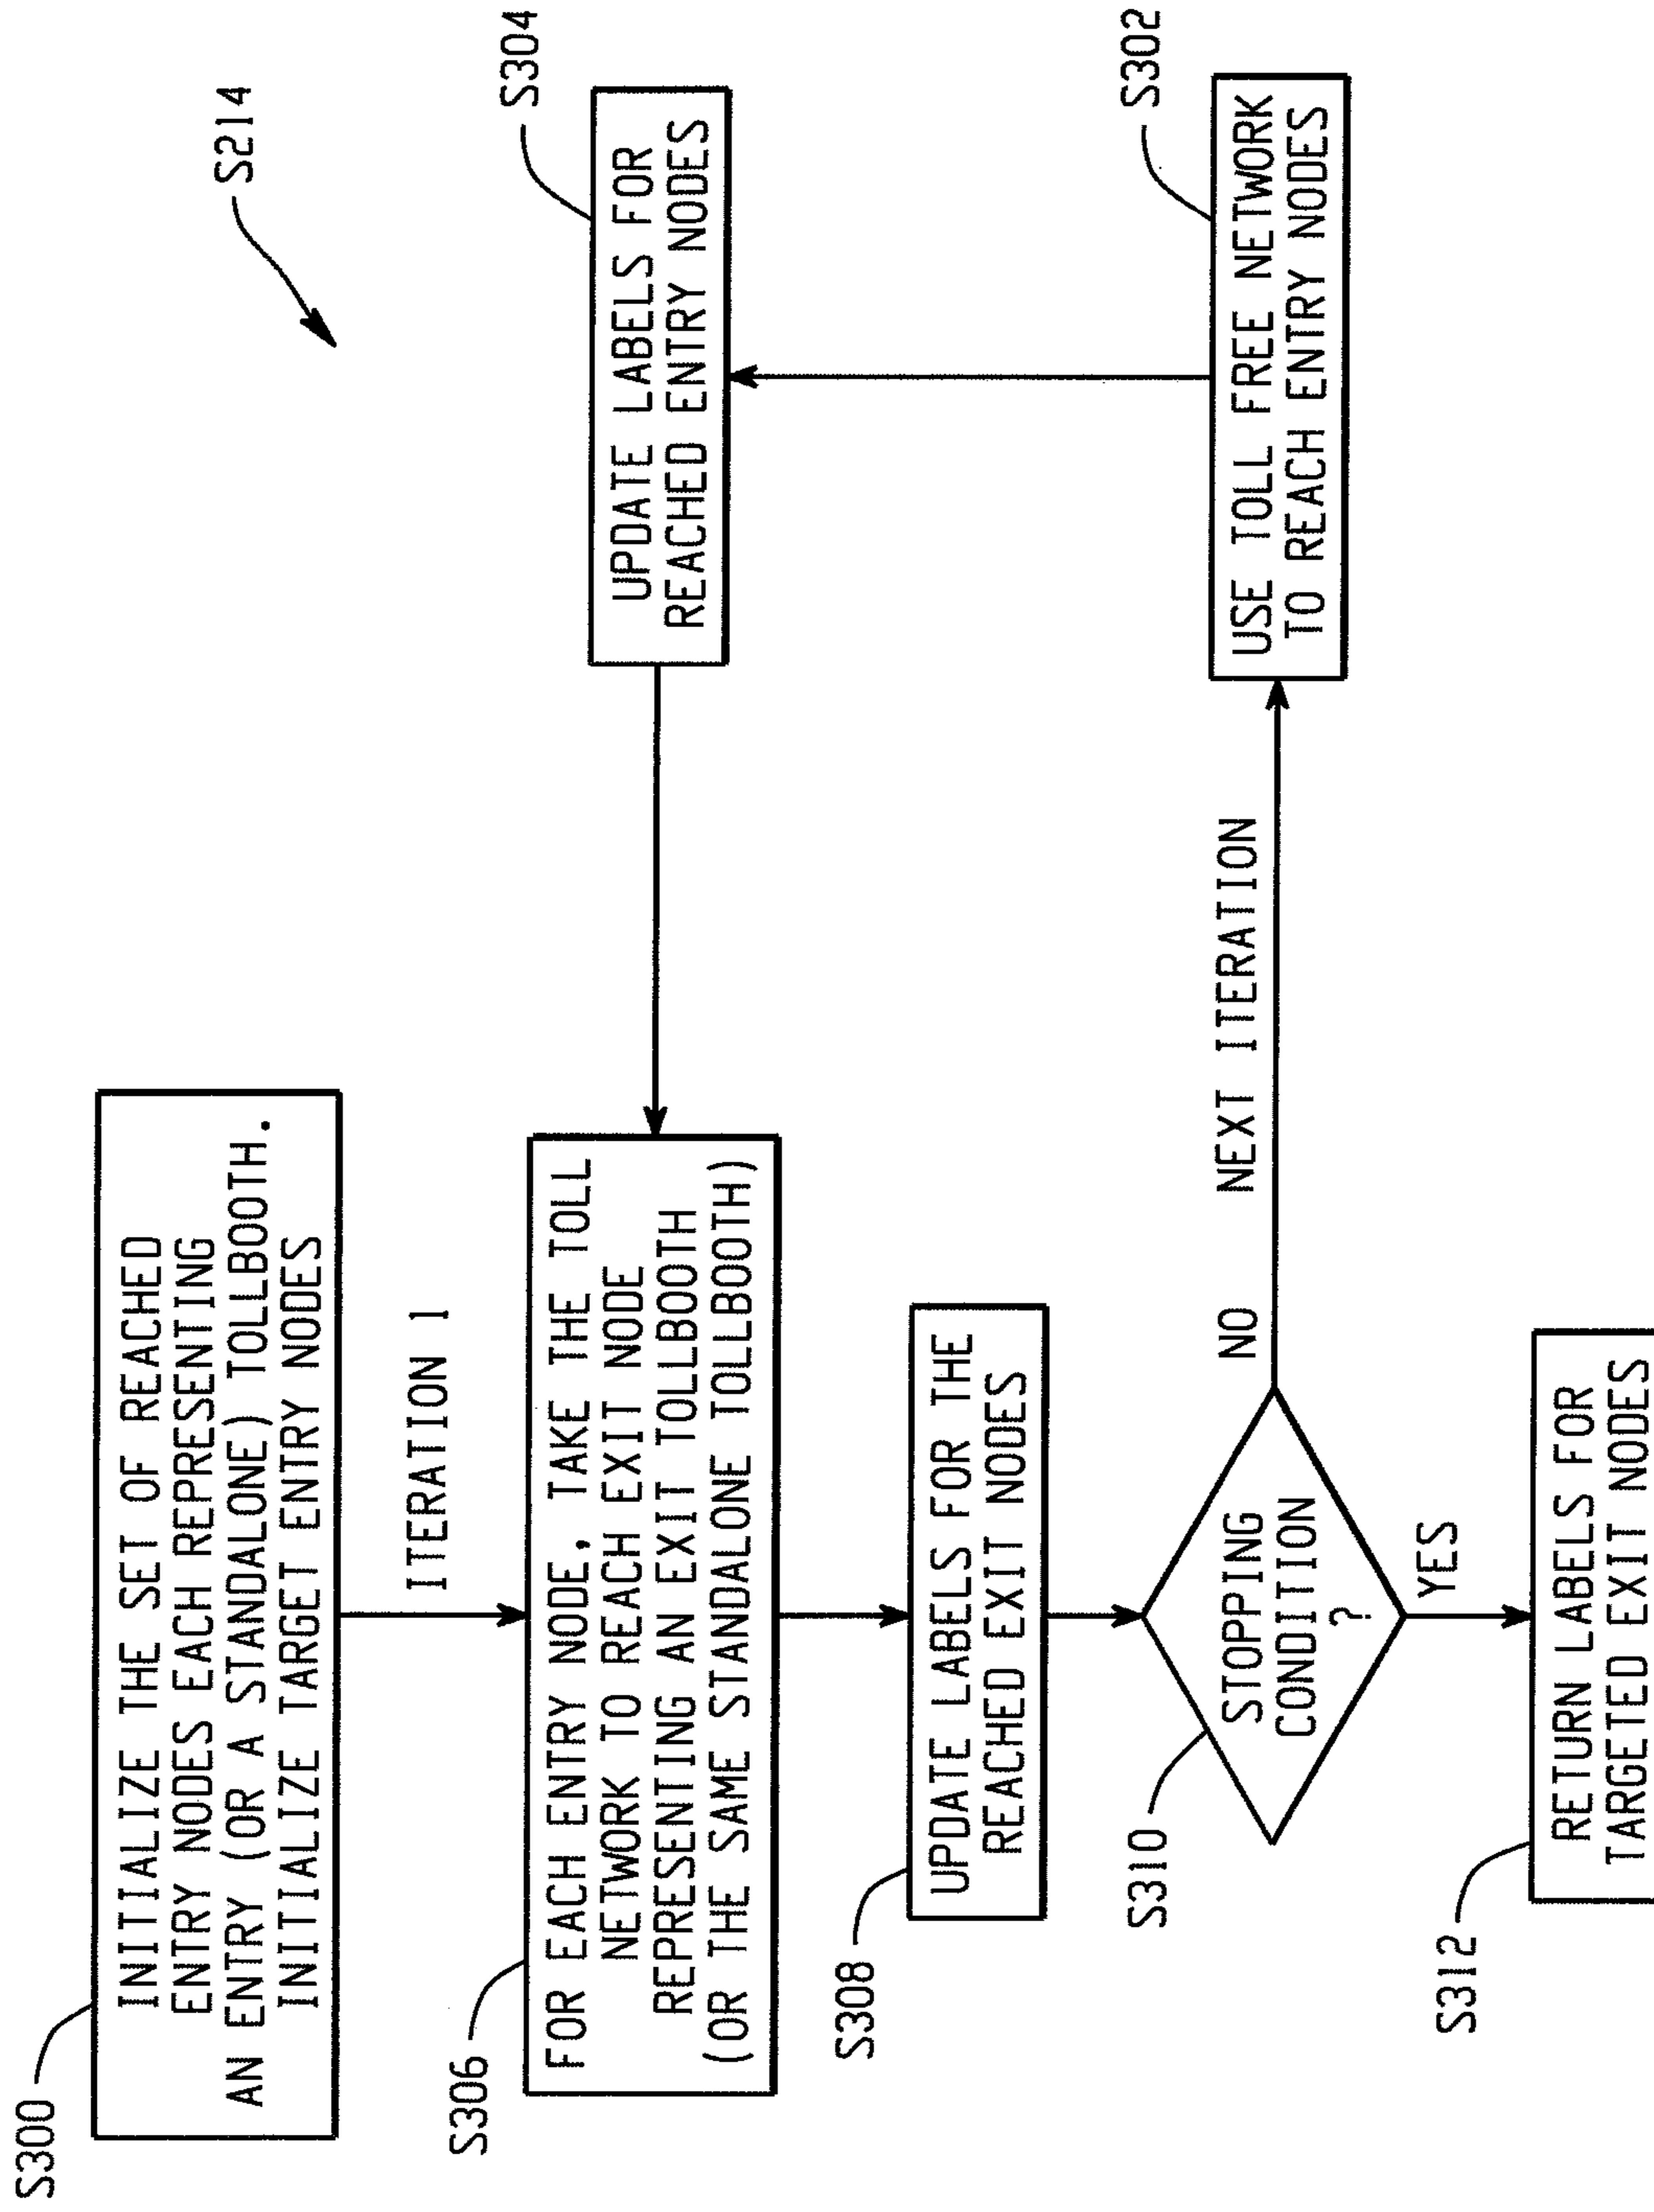 S214
S300
INITIALIZE THE SET OF REACHED
ENTRY NODES EACH REPRESENTING
AN ENTRY (OR A STANDALONE) TOLLBOOTH.
INITIALIZE TARGET ENTRY NODES
ITERATION 1
S306
FOR EACH ENTRY NODE, TAKE THE TOLL
NETWORK TO REACH EXIT NODE
REPRESENTING AN EXIT TOLLBOOTH
(OR THE SAME STANDALONE TOLLBOOTH)
S304
UPDATE LABELS FOR
REACHED ENTRY NODES
S308
UPDATE LABELS FOR THE
REACHED EXIT NODES
S310
STOPPING
CONDITION
?
NO
NEXT ITERATION
S302
USE TOLL FREE NETWORK
TO REACH ENTRY NODES
YES
S312
RETURN LABELS FOR
TARGETED EXIT NODES